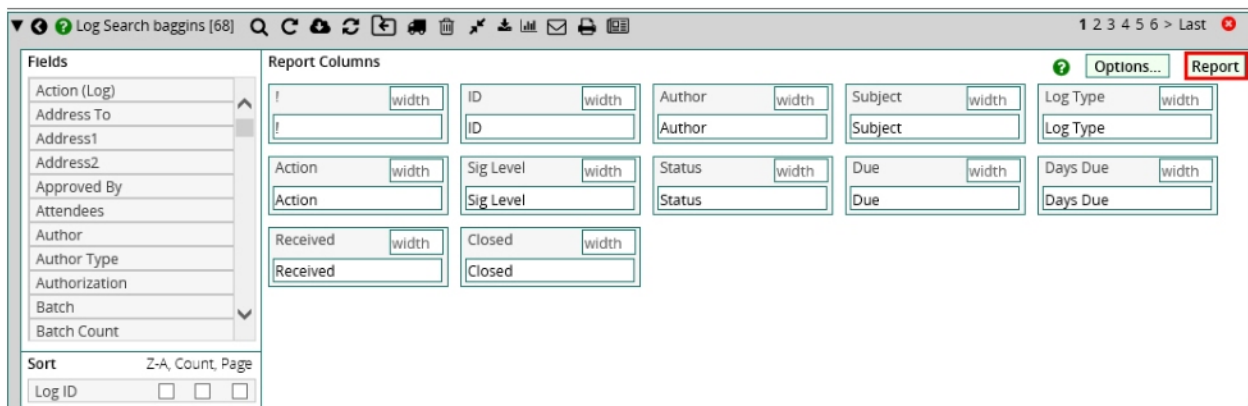 Log Search baggins [68] 1 2 3 4 5 6 > Last
Fields
Action (Log)
Address To
Address1
Address2
Approved By
Attendees
Author
Author Type
Authorization
Batch
Batch Count
Sort Z-A, Count, Page
Log ID
Report Columns Options... Report
! width ID width Author width Subject width Log Type width
! ID Author Subject Log Type
Action width Sig Level width Status width Due width Days Due width
Action Sig Level Status Due Days Due
Received width Closed width
Received Closed